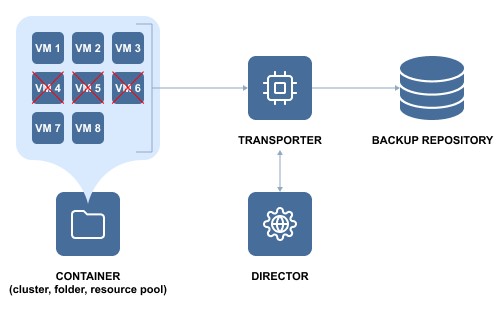 VM 1 VM 2 VM 3
VM 4 VM 5 VM 6
VM 7 VM 8
TRANSPORTER
BACKUP REPOSITORY
CONTAINER
(cluster, folder, resource pool)
DIRECTOR